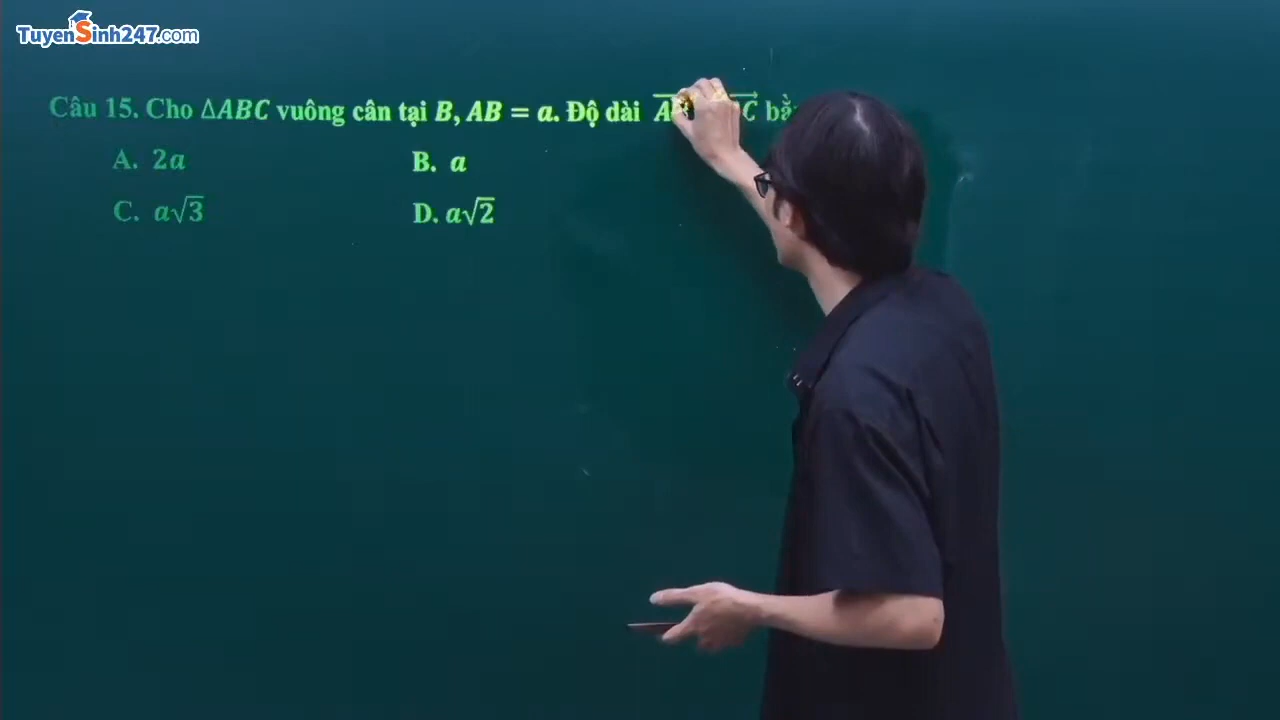 TuyenSinh247.com
Câu 15. Cho ΔABC vuông cân tại B, AB = a. Độ dài
A. 2a
B. a
C. a√3
D. a√2